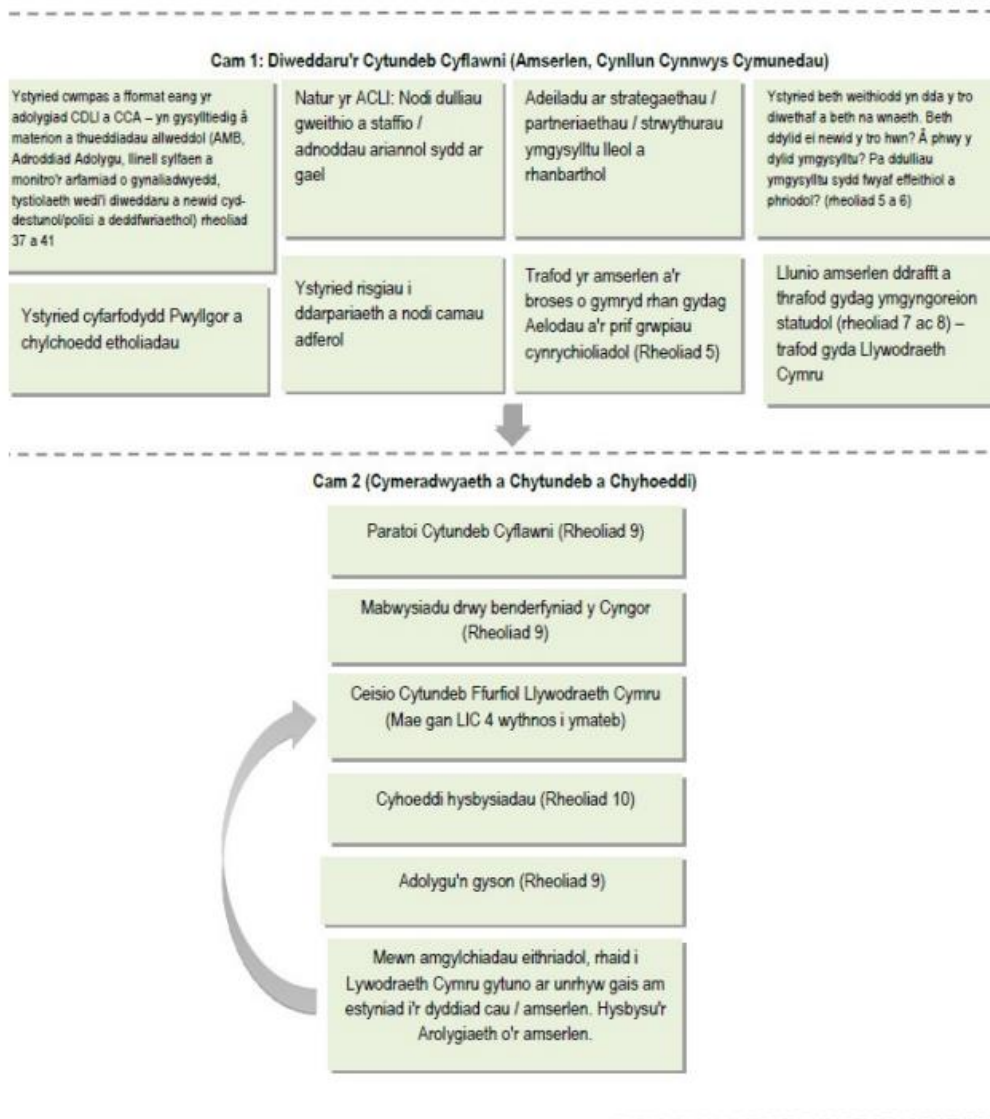 Cam 1: Diweddaru'r Cytundeb Cyflawni (Amserlen, Cynllun Cynnwys Cymunedau)
Ystyried cwmpas a fformat eang yr
adolygiad CDLl a CCA – yn gysylltiedig â
materion a thueddiadau allweddol (AMB,
Adroddiad Adolygu, llinell sylfaen a
monitro'r arfarniad o gynaliadwyedd,
tystiolaeth wedi'i diweddaru a newid cyd-
destunol/polisi a deddfwriaethol) rheoliad
37 a 41
Natur yr ACLl: Nodi dulliau
gweithio a staffio /
adnoddau ariannol sydd ar
gael
Adeiladu ar strategaethau /
partneriaethau / strwythurau
ymgysylltu lleol a
rhanbarthol
Ystyried beth weithiodd yn dda y tro
diwethaf a beth na wnaeth. Beth
ddylid ei newid y tro hwn? Â phwy y
dylid ymgysylltu? Pa ddulliau
ymgysylltu sydd fwyaf effeithiol a
phriodol? (rheoliad 5 a 6)
Ystyried cyfarfodydd Pwyllgor a
chylchoedd etholiadau
Ystyried risgiau i
ddarpariaeth a nodi camau
adferol
Trafod yr amserlen a'r
broses o gymryd rhan gydag
Aelodau a'r prif grwpiau
cynrychioliadol (Rheoliad 5)
Llunio amserlen ddrafft a
thrafod gydag ymgyngoreion
statudol (rheoliad 7 ac 8) –
trafod gyda Llywodraeth
Cymru
Cam 2 (Cymeradwyaeth a Chytundeb a Chyhoeddi)
Paratoi Cytundeb Cyflawni (Rheoliad 9)
Mabwysiadu drwy benderfyniad y Cyngor
(Rheoliad 9)
Ceisio Cytundeb Ffurfiol Llywodraeth Cymru
(Mae gan LlC 4 wythnos i ymateb)
Cyhoeddi hysbysiadau (Rheoliad 10)
Adolygu'n gyson (Rheoliad 9)
Mewn amgylchiadau eithriadol, rhaid i
Lywodraeth Cymru gytuno ar unrhyw gais am
estyniad i'r dyddiad cau / amserlen. Hysbysu'r
Arolygiaeth o'r amserlen.